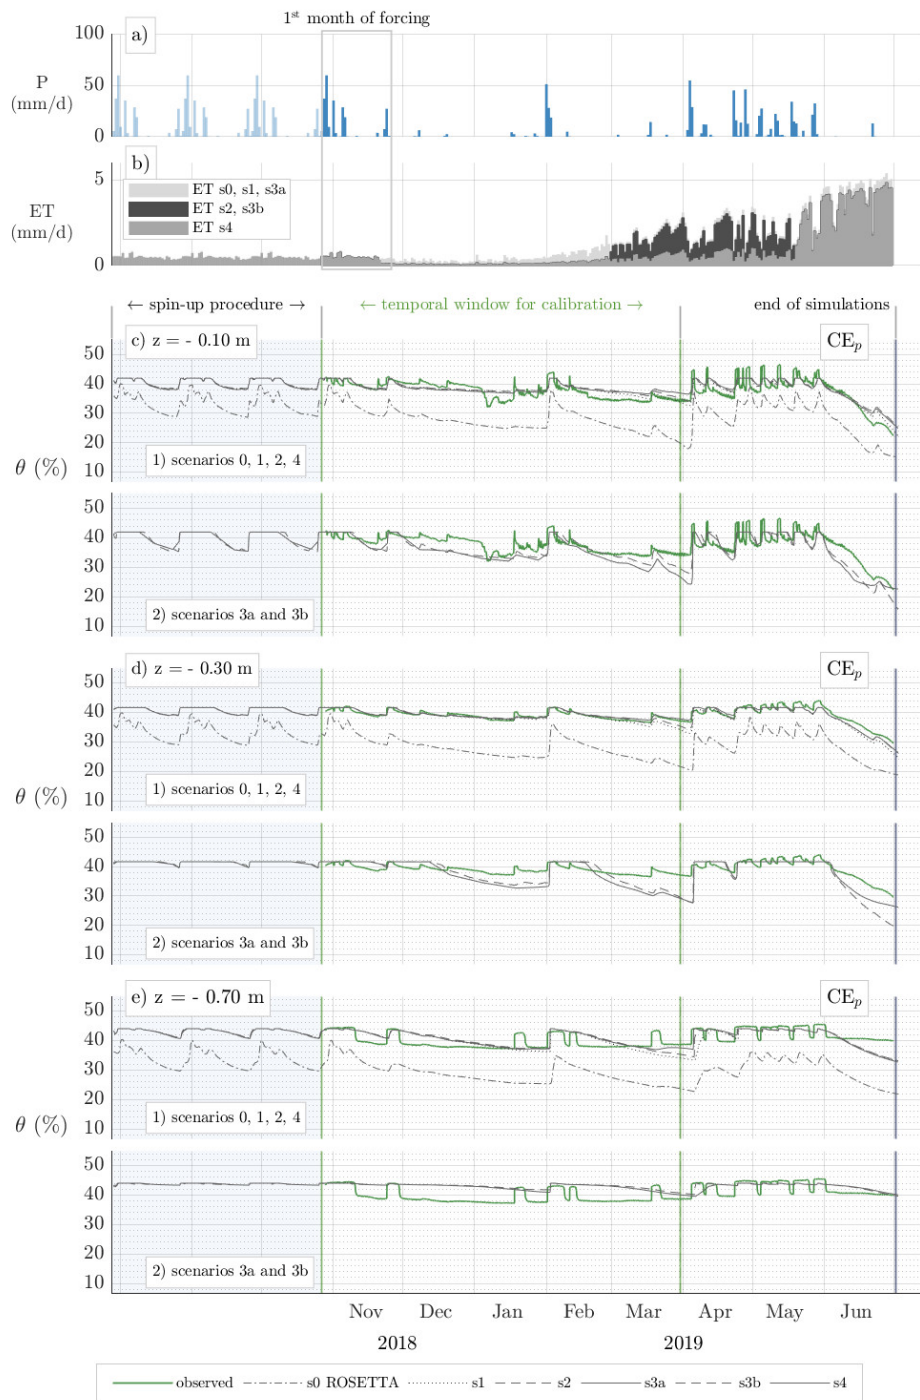 1st month of forcing
a)
100
50
0
P
(mm/d)
b)
5
0
ET
(mm/d)
ET s0, s1, s3a
ET s2, s3b
ET s4
← spin-up procedure →
← temporal window for calibration →
end of simulations
c) z = - 0.10 m
CEp
50
40
30
20
10
θ (%)
1) scenarios 0, 1, 2, 4
50
40
30
20
10
2) scenarios 3a and 3b
d) z = - 0.30 m
CEp
50
40
30
20
10
θ (%)
1) scenarios 0, 1, 2, 4
50
40
30
20
10
2) scenarios 3a and 3b
e) z = - 0.70 m
CEp
50
40
30
20
10
θ (%)
1) scenarios 0, 1, 2, 4
50
40
30
20
10
2) scenarios 3a and 3b
Nov Dec Jan Feb Mar Apr May Jun
2018 2019
observed s0 ROSETTA s1 s2 s3a s3b s4